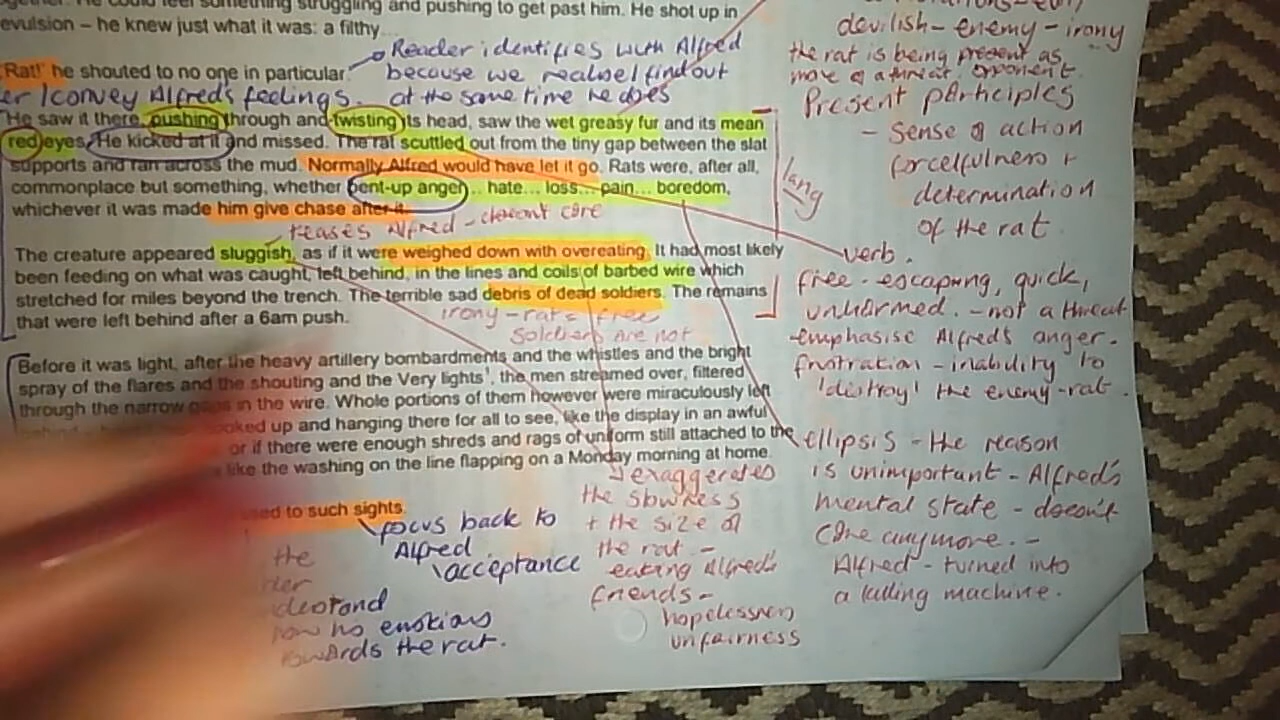 struggling and pushing to get past him. He shot up in
evulsion – he knew just what it was: a filthy
Rat!' he shouted to no one in particular.
He saw it there, pushing through and twisting its head, saw the wet greasy fur and its mean
red eyes. He kicked at it and missed. The rat scuttled out from the tiny gap between the slat
supports and ran across the mud. Normally Alfred would have let it go. Rats were, after all,
commonplace but something, whether pent-up anger... hate... loss... pain... boredom,
whichever it was made him give chase after it.
The creature appeared sluggish, as if it were weighed down with overeating. It had most likely
been feeding on what was caught, left behind, in the lines and coils of barbed wire which
stretched for miles beyond the trench. The terrible sad debris of dead soldiers. The remains
that were left behind after a 6am push.
Before it was light, after the heavy artillery bombardments and the whistles and the bright
spray of the flares and the shouting and the Very lights¹, the men streamed over, filtered
through the narrow gaps in the wire. Whole portions of them however were miraculously left
hooked up and hanging there for all to see, like the display in an awful
or if there were enough shreds and rags of uniform still attached to the
like the washing on the line flapping on a Monday morning at home.
used to such sights.
Reader identifies with Alfred
because we realise/find out
at the same time he does
er /convey Alfred's feelings.
teases Alfred - doesn't care
irony - rats free
soldiers are not
focus back to
Alfred
acceptance
the
no emotions
towards the rat.
exaggerates
the slowness
+ the size of
the rat -
eating Alfred's
friends -
hopelessness
unfairness
lang
devilish - enemy - irony
the rat is being present as
more of a threat. opponent
Present participles
- sense of action
forcelfulness +
determination
of the rat.
verb.
free - escaping, quick,
unharmed. - not a threat
emphasise Alfred's anger.
frustration - inability to
'distroy' the enemy-rat.
ellipsis - the reason
is unimportant - Alfred's
mental state - doesn't
care anymore. -
Alfred - turned into
a killing machine.